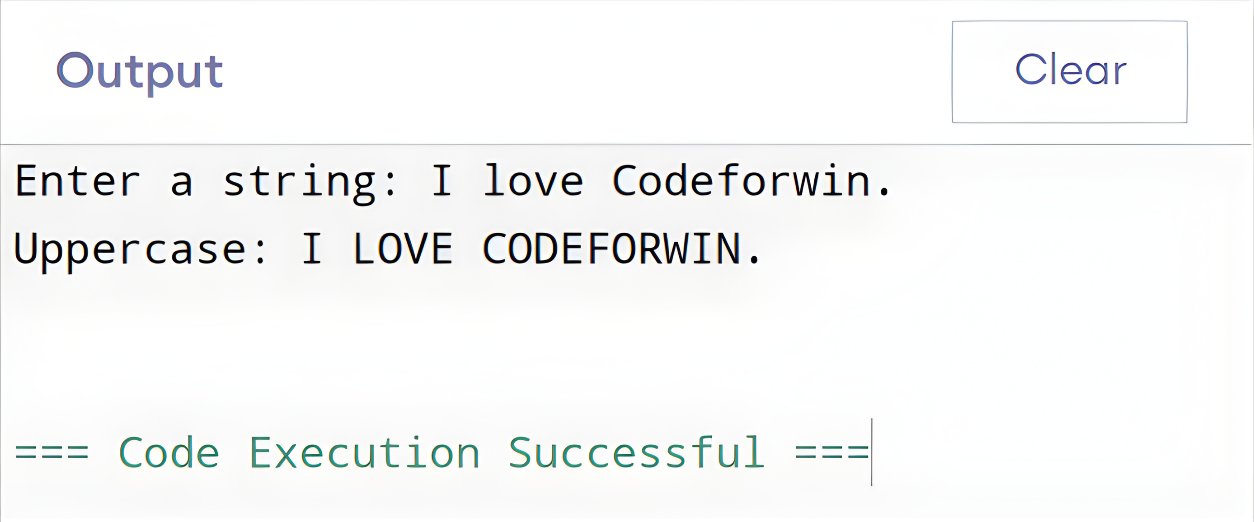 Output
Clear
Enter a string: I love Codeforwin.
Uppercase: I LOVE CODEFORWIN.
=== Code Execution Successful ===